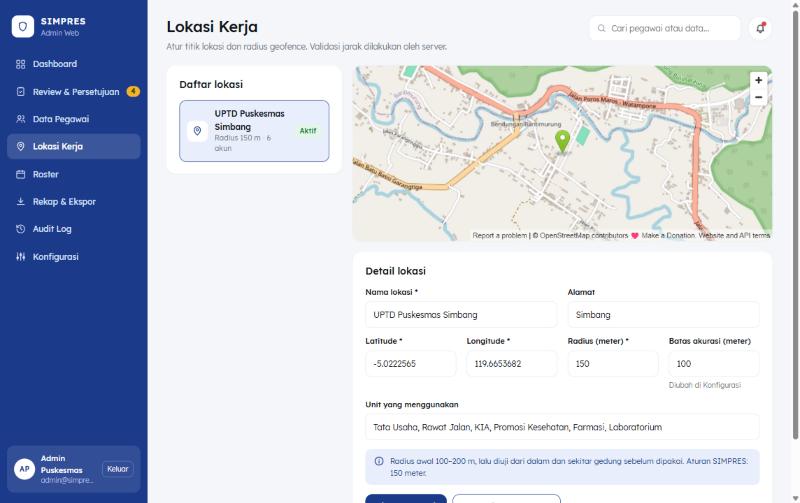 SIMPRES
Admin Web
Dashboard
Review & Persetujuan 4
Data Pegawai
Lokasi Kerja
Roster
Rekap & Ekspor
Audit Log
Konfigurasi
AP
Admin
Puskesmas
admin@simpre...
Keluar
Lokasi Kerja
Atur titik lokasi dan radius geofence. Validasi jarak dilakukan oleh server.
Cari pegawai atau data...
Daftar lokasi
UPTD Puskesmas
Simbang
Radius 150 m · 6
akun
Aktif
Jalan Poros Maros - Watampone
Bendungan Bantimurung
+
−
Report a problem | © OpenStreetMap contributors ♥ Make a Donation. Website and API terms
Detail lokasi
Nama lokasi * Alamat
UPTD Puskesmas Simbang Simbang
Latitude * Longitude * Radius (meter) * Batas akurasi (meter)
-5.0222565 119.6653682 150 100
Diubah di Konfigurasi
Unit yang menggunakan
Tata Usaha, Rawat Jalan, KIA, Promosi Kesehatan, Farmasi, Laboratorium
Radius awal 100–200 m, lalu diuji dari dalam dan sekitar gedung sebelum dipakai. Aturan SIMPRES:
150 meter.